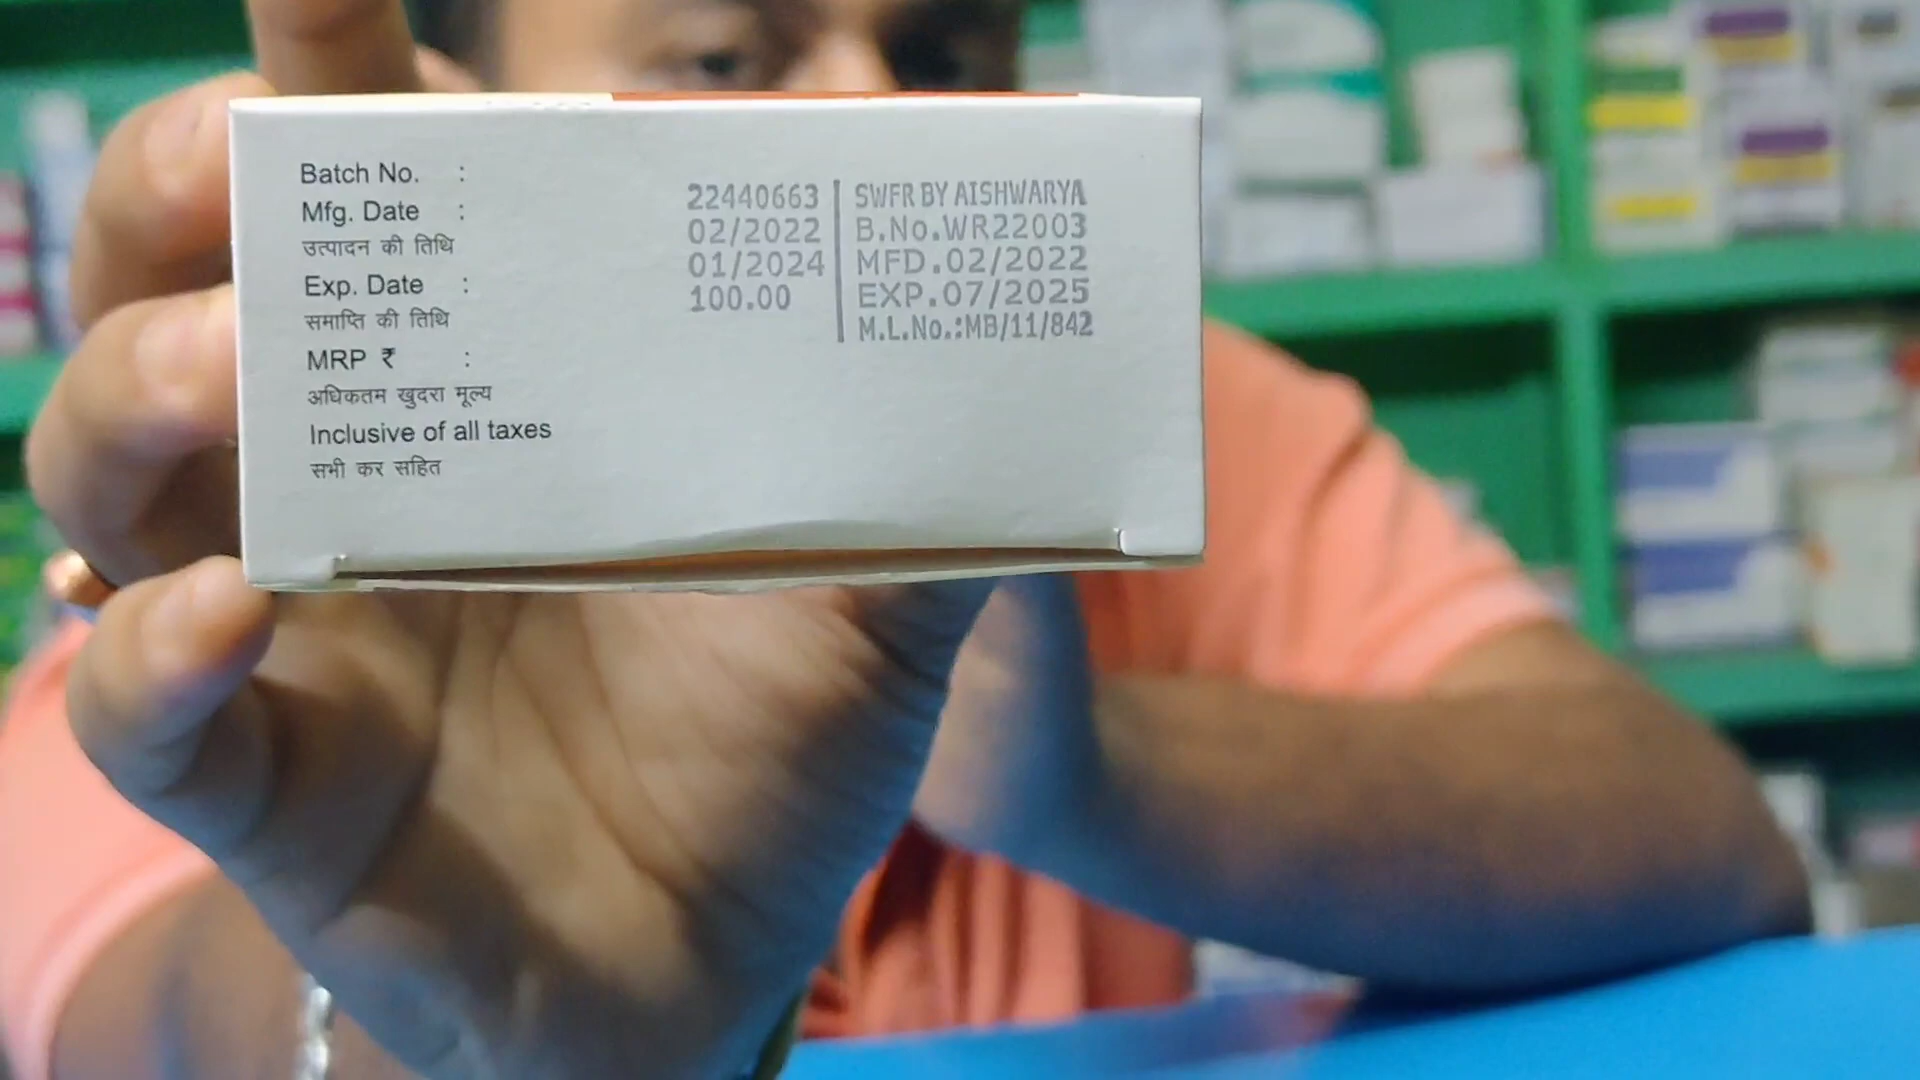 Batch No. :
Mfg. Date :
उत्पादन की तिथि
Exp. Date :
समाप्ति की तिथि
MRP ₹ :
अधिकतम खुदरा मूल्य
Inclusive of all taxes
सभी कर सहित
22440663
02/2022
01/2024
100.00
SWFR BY AISHWARYA
B.No.WR22003
MFD.02/2022
EXP.07/2025
M.L.No.:MB/11/842